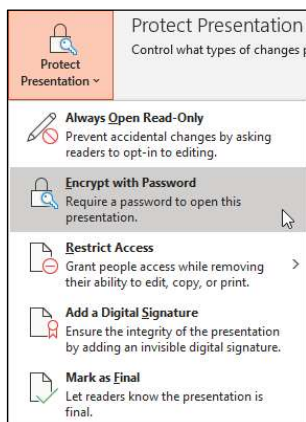 Protect Presentation
Control what types of changes p
Protect
Presentation
Always Open Read-Only
Prevent accidental changes by asking
readers to opt-in to editing.
Encrypt with Password
Require a password to open this
presentation.
Restrict Access
Grant people access while removing
their ability to edit, copy, or print.
Add a Digital Signature
Ensure the integrity of the presentation
by adding an invisible digital signature.
Mark as Final
Let readers know the presentation is
final.